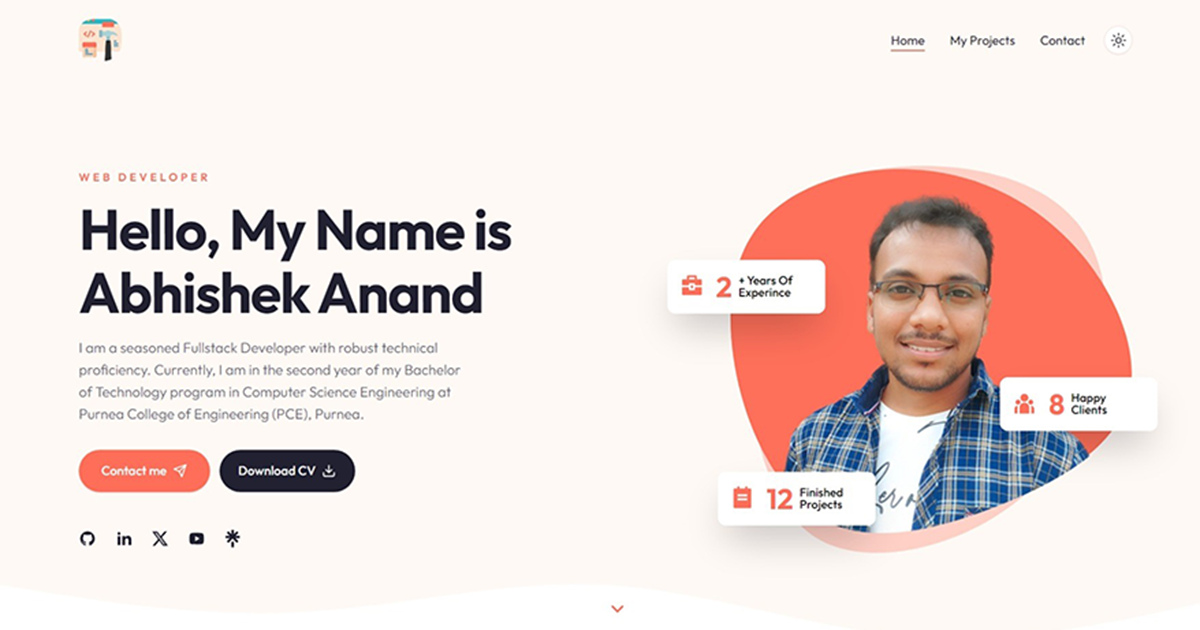 Home My Projects Contact
WEB DEVELOPER
Hello, My Name is
Abhishek Anand
I am a seasoned Fullstack Developer with robust technical
proficiency. Currently, I am in the second year of my Bachelor
of Technology program in Computer Science Engineering at
Purnea College of Engineering (PCE), Purnea.
Contact me
Download CV
2 + Years Of
Experince
8 Happy
Clients
12 Finished
Projects